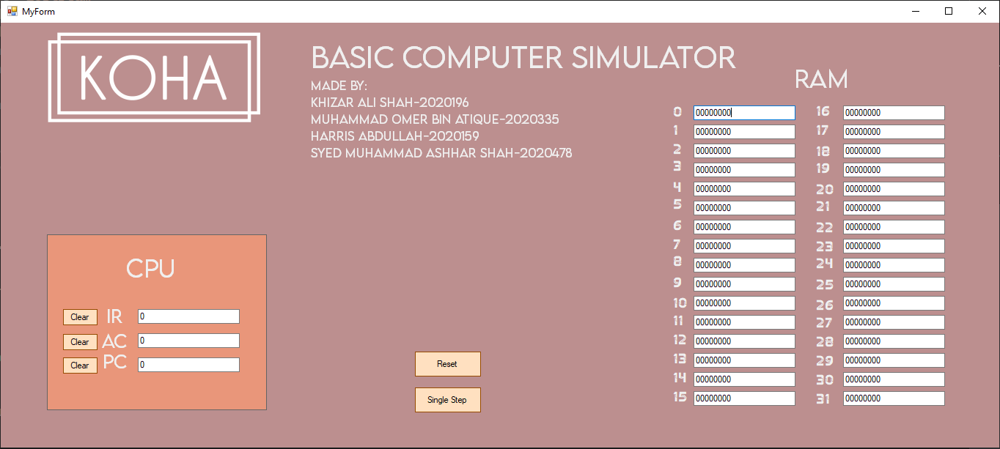 MyForm
KOHA
BASIC COMPUTER SIMULATOR
MADE BY:
KHIZAR ALI SHAH-2020196
MUHAMMAD OMER BIN ATIQUE-2020335
HARRIS ABDULLAH-2020159
SYED MUHAMMAD ASHHAR SHAH-2020478
RAM
0 00000000 16 00000000
1 00000000 17 00000000
2 00000000 18 00000000
3 00000000 19 00000000
4 00000000 20 00000000
5 00000000 21 00000000
6 00000000 22 00000000
7 00000000 23 00000000
8 00000000 24 00000000
9 00000000 25 00000000
10 00000000 26 00000000
11 00000000 27 00000000
12 00000000 28 00000000
13 00000000 29 00000000
14 00000000 30 00000000
15 00000000 31 00000000
CPU
Clear IR 0
Clear AC 0
Clear PC 0
Reset
Single Step